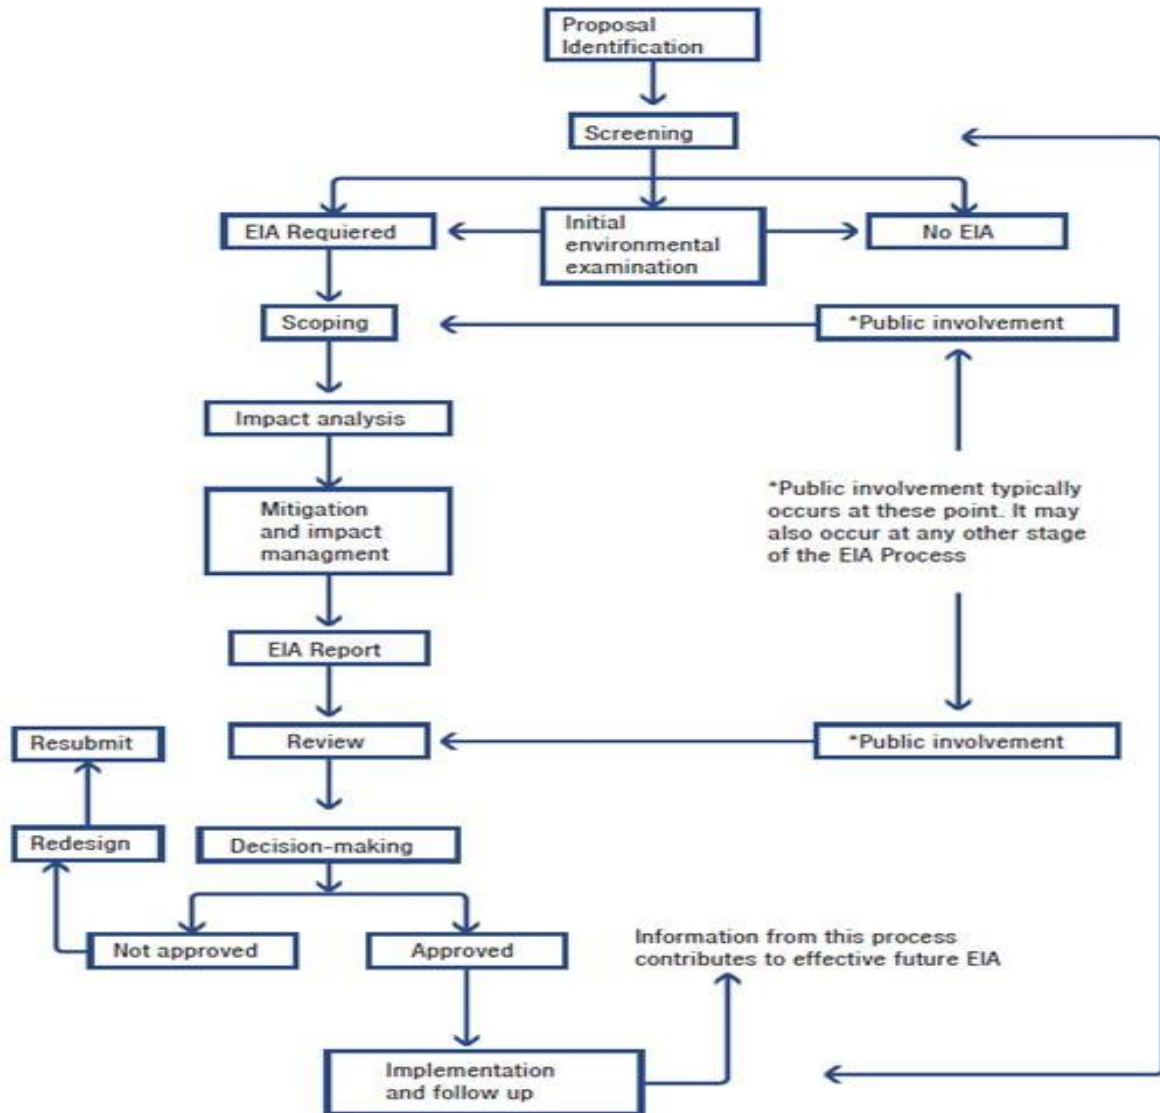 Proposal
Identification
Screening
EIA Requiered
Initial
environmental
examination
No EIA
Scoping
*Public involvement
Impact analysis
Mitigation
and impact
managment
*Public involvement typically
occurs at these point. It may
also occur at any other stage
of the EIA Process
EIA Report
Resubmit
Review
*Public involvement
Redesign
Decision-making
Not approved
Approved
Information from this process
contributes to effective future EIA
Implementation
and follow up